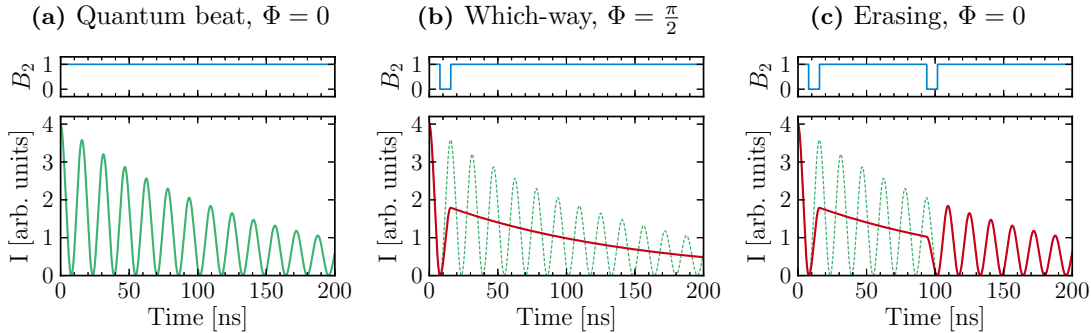 (a) Quantum beat, Φ = 0
B₂
1
0
I [arb. units]
4
3
2
1
0
0 50 100 150 200
Time [ns]
(b) Which-way, Φ = π/2
B₂
1
0
I [arb. units]
4
3
2
1
0
0 50 100 150 200
Time [ns]
(c) Erasing, Φ = 0
B₂
1
0
I [arb. units]
4
3
2
1
0
0 50 100 150 200
Time [ns]